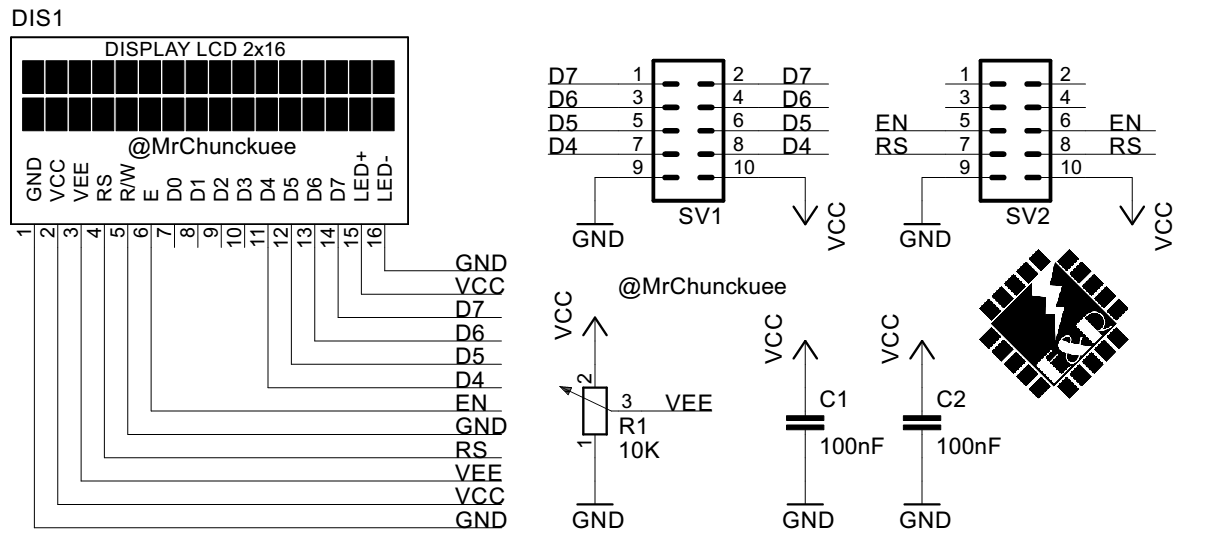 DIS1
DISPLAY LCD 2x16
@MrChunckuee
GND VCC VEE RS R/W E D0 D1 D2 D3 D4 D5 D6 D7 LED+ LED-
1 2 3 4 5 6 7 8 9 10 11 12 13 14 15 16
GND
VCC
D7
D6
D5
D4
EN
GND
RS
VEE
VCC
GND
D7 1 2 D7
D6 3 4 D6
D5 5 6 D5
D4 7 8 D4
9 10
SV1
GND
VCC
1 2
3 4
EN 5 6 EN
RS 7 8 RS
9 10
SV2
GND
VCC
@MrChunckuee
VCC
2
3 VEE
R1
10K
1
GND
VCC
C1
100nF
GND
VCC
C2
100nF
GND